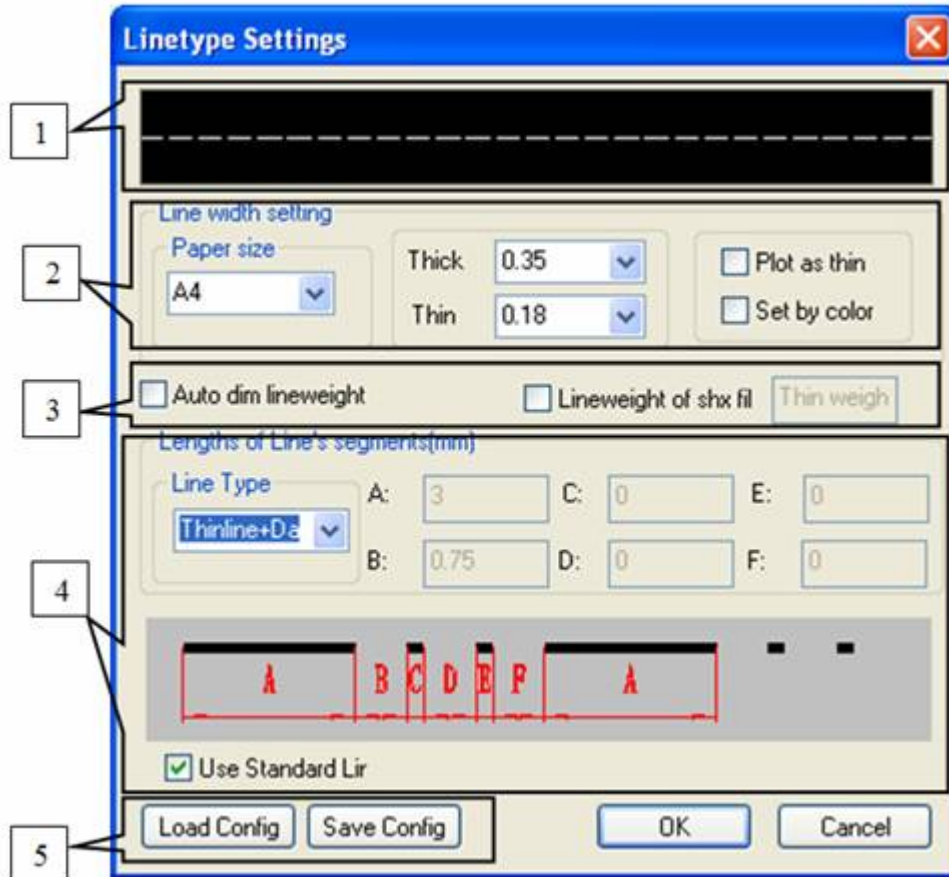 Linetype Settings
1
Line width setting
2
Paper size
A4
Thick 0.35
Thin 0.18
Plot as thin
Set by color
3
Auto dim lineweight
Lineweight of shx fil Thin weigh
Lengths of Line's segments(mm)
4
Line Type
Thinline+Da
A: 3 C: 0 E: 0
B: 0.75 D: 0 F: 0
A B C D E F A
Use Standard Lir
5
Load Config Save Config OK Cancel